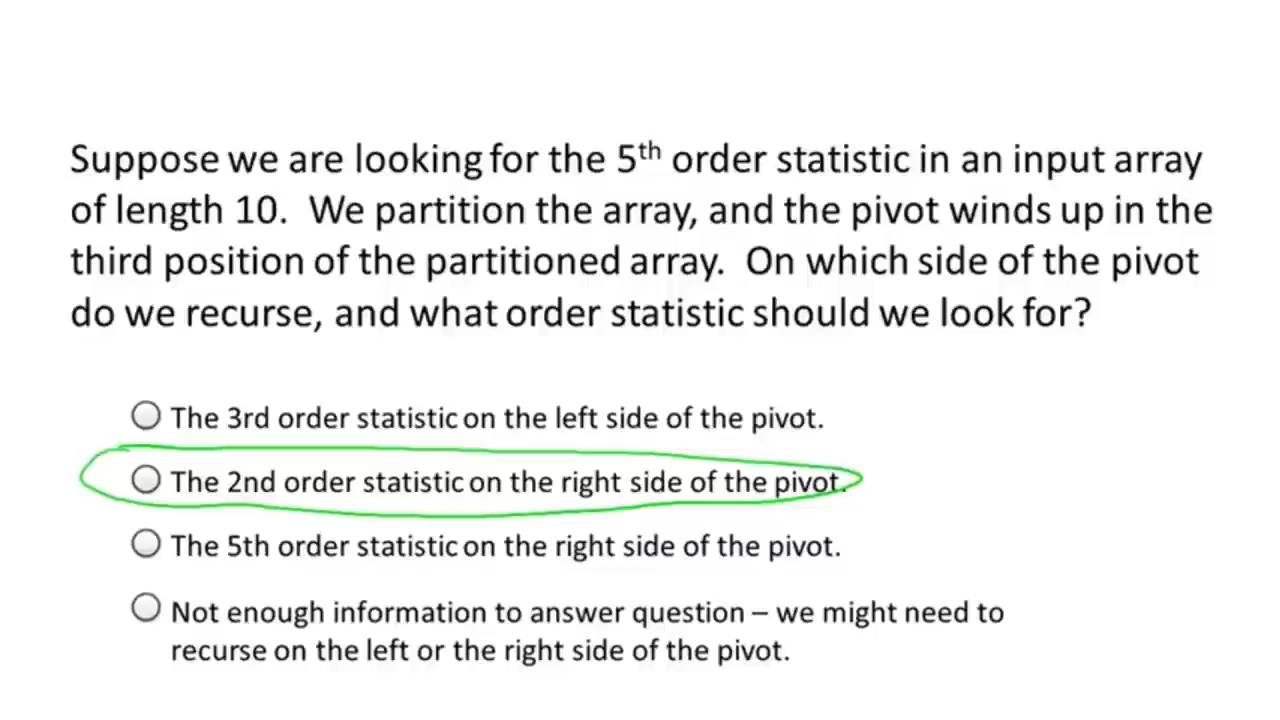 Suppose we are looking for the 5th order statistic in an input array
of length 10.  We partition the array, and the pivot winds up in the
third position of the partitioned array.  On which side of the pivot
do we recurse, and what order statistic should we look for?
The 3rd order statistic on the left side of the pivot.
The 2nd order statistic on the right side of the pivot.
The 5th order statistic on the right side of the pivot.
Not enough information to answer question – we might need to
recurse on the left or the right side of the pivot.